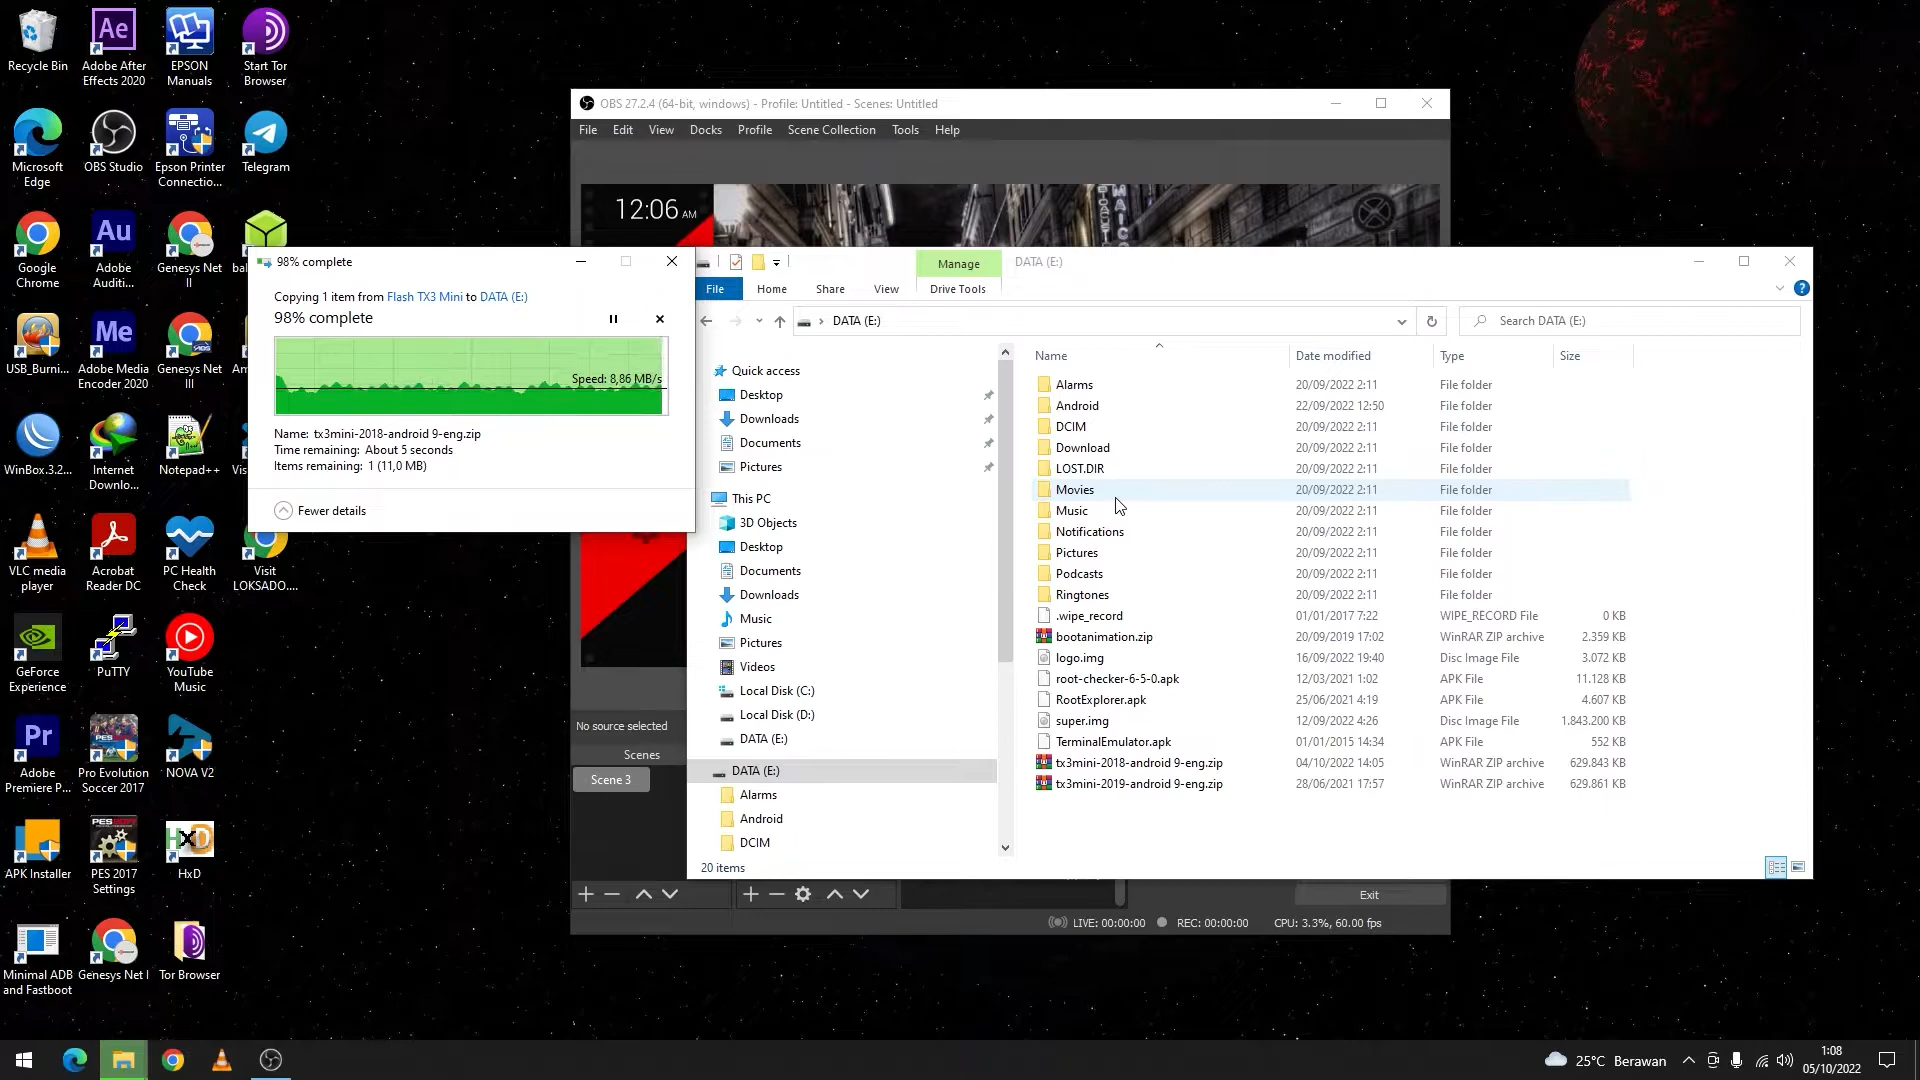 Recycle Bin
Adobe After
Effects 2020
EPSON
Manuals
Start Tor
Browser
Microsoft
Edge
OBS Studio
Epson Printer
Connectio...
Telegram
Google
Chrome
Adobe
Auditi...
Genesys Net
II
bal
USB_Burni...
Adobe Media
Encoder 2020
Genesys Net
III
Am
WinBox.3.2...
Internet
Downlo...
Notepad++
Vis
VLC media
player
Acrobat
Reader DC
PC Health
Check
Visit
LOKSADO....
GeForce
Experience
PuTTY
YouTube
Music
Adobe
Premiere P...
Pro Evolution
Soccer 2017
NOVA V2
APK Installer
PES 2017
Settings
HxD
Minimal ADB
and Fastboot
Genesys Net I
Tor Browser
OBS 27.2.4 (64-bit, windows) - Profile: Untitled - Scenes: Untitled
File Edit View Docks Profile Scene Collection Tools Help
12:06 AM
98% complete
Copying 1 item from Flash TX3 Mini to DATA (E:)
98% complete
Speed: 8,86 MB/s
Name: tx3mini-2018-android 9-eng.zip
Time remaining: About 5 seconds
Items remaining: 1 (11,0 MB)
Fewer details
Manage
DATA (E:)
File Home Share View Drive Tools
DATA (E:)
Search DATA (E:)
Quick access
Desktop
Downloads
Documents
Pictures
This PC
3D Objects
Desktop
Documents
Downloads
Music
Pictures
Videos
Local Disk (C:)
Local Disk (D:)
DATA (E:)
DATA (E:)
Alarms
Android
DCIM
Name Date modified Type Size
Alarms 20/09/2022 2:11 File folder
Android 22/09/2022 12:50 File folder
DCIM 20/09/2022 2:11 File folder
Download 20/09/2022 2:11 File folder
LOST.DIR 20/09/2022 2:11 File folder
Movies 20/09/2022 2:11 File folder
Music 20/09/2022 2:11 File folder
Notifications 20/09/2022 2:11 File folder
Pictures 20/09/2022 2:11 File folder
Podcasts 20/09/2022 2:11 File folder
Ringtones 20/09/2022 2:11 File folder
.wipe_record 01/01/2017 7:22 WIPE_RECORD File 0 KB
bootanimation.zip 20/09/2019 17:02 WinRAR ZIP archive 2.359 KB
logo.img 16/09/2022 19:40 Disc Image File 3.072 KB
root-checker-6-5-0.apk 12/03/2021 1:02 APK File 11.128 KB
RootExplorer.apk 25/06/2021 4:19 APK File 4.607 KB
super.img 12/09/2022 4:26 Disc Image File 1.843.200 KB
TerminalEmulator.apk 01/01/2015 14:34 APK File 552 KB
tx3mini-2018-android 9-eng.zip 04/10/2022 14:05 WinRAR ZIP archive 629.843 KB
tx3mini-2019-android 9-eng.zip 28/06/2021 17:57 WinRAR ZIP archive 629.861 KB
20 items
No source selected
Scenes
Scene 3
Exit
LIVE: 00:00:00 REC: 00:00:00 CPU: 3.3%, 60.00 fps
25°C Berawan
1:08
05/10/2022